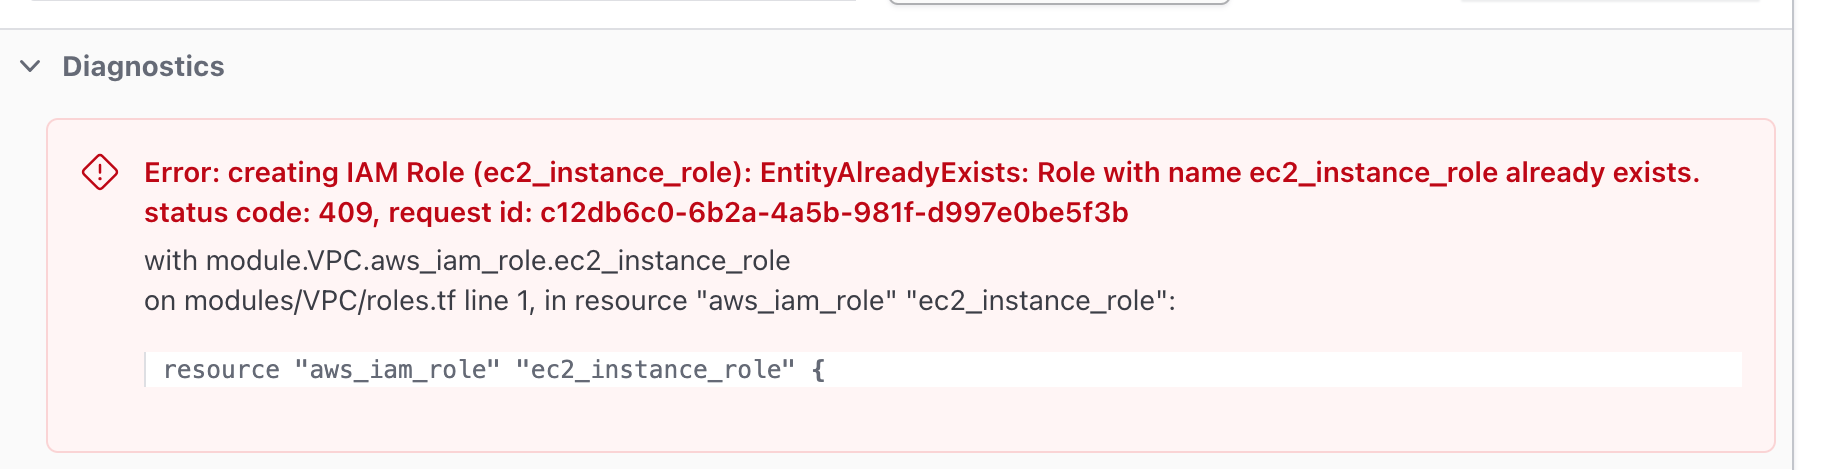 Diagnostics
Error: creating IAM Role (ec2_instance_role): EntityAlreadyExists: Role with name ec2_instance_role already exists.
status code: 409, request id: c12db6c0-6b2a-4a5b-981f-d997e0be5f3b
with module.VPC.aws_iam_role.ec2_instance_role
on modules/VPC/roles.tf line 1, in resource "aws_iam_role" "ec2_instance_role":
resource "aws_iam_role" "ec2_instance_role" {